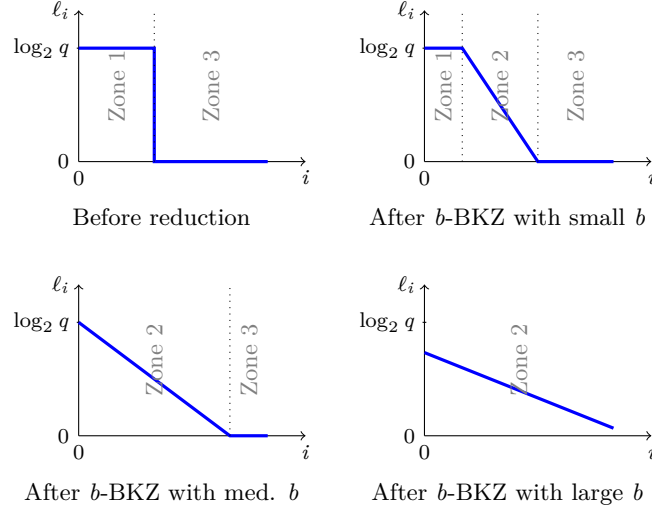 ℓᵢ
log₂ q
Zone 1
Zone 3
0
0
i
Before reduction
ℓᵢ
log₂ q
Zone 1
Zone 2
Zone 3
0
0
i
After b-BKZ with small b
ℓᵢ
log₂ q
Zone 2
Zone 3
0
0
i
After b-BKZ with med. b
ℓᵢ
log₂ q
Zone 2
0
0
i
After b-BKZ with large b